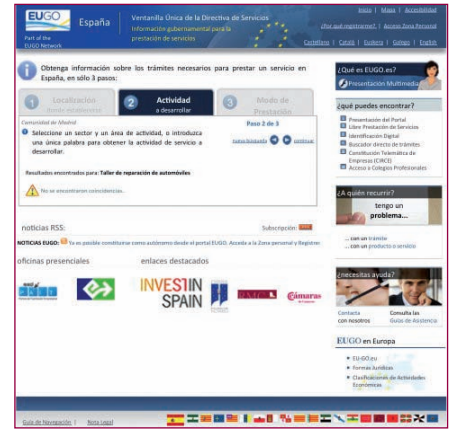 Inicio | Mapa | Accesibilidad
EUGO España
Part of the
EUGO Network
Ventanilla Única de la Directiva de Servicios
Información gubernamental para la
prestación de servicios
¿Por qué registrarme? | Acceso Zona Personal
Castellano | Català | Euskera | Galego | English
Obtenga información sobre los trámites necesarios para prestar un servicio en
España, en sólo 3 pasos:
1 Localización
donde establecerse
2 Actividad
a desarrollar
3 Modo de
Prestación
Comunidad de Madrid
Paso 2 de 3
Seleccione un sector y un área de actividad, o introduzca
una única palabra para obtener la actividad de servicio a
desarrollar.
nueva búsqueda continuar
Resultados encontrados para: Taller de reparación de automóviles
No se encontraron coincidencias.
noticias RSS:
Subscripción:
NOTICIAS EUGO: Ya es posible constituirse como autónomo desde el portal EUGO. Acceda a la Zona personal y Registre
oficinas presenciales
enlaces destacados
INVEST IN
SPAIN
Cámaras
¿Qué es EUGO.es?
Presentación Multimedia
¿qué puedes encontrar?
Presentación del Portal
Libre Prestación de Servicios
Identificación Digital
Buscador directo de trámites
Constitución Telemática de
Empresas (CIRCE)
Acceso a Colegios Profesionales
¿A quién recurrir?
tengo un
problema...
... con un trámite
... con un producto o servicio
¿necesitas ayuda?
Contacta
con nosotros
Consulta las
Guías de Asistencia
EUGO en Europa
EU-GO.eu
Formas Jurídicas
Clasificaciones de Actividades
Económicas
Guía de Navegación | Nota Legal